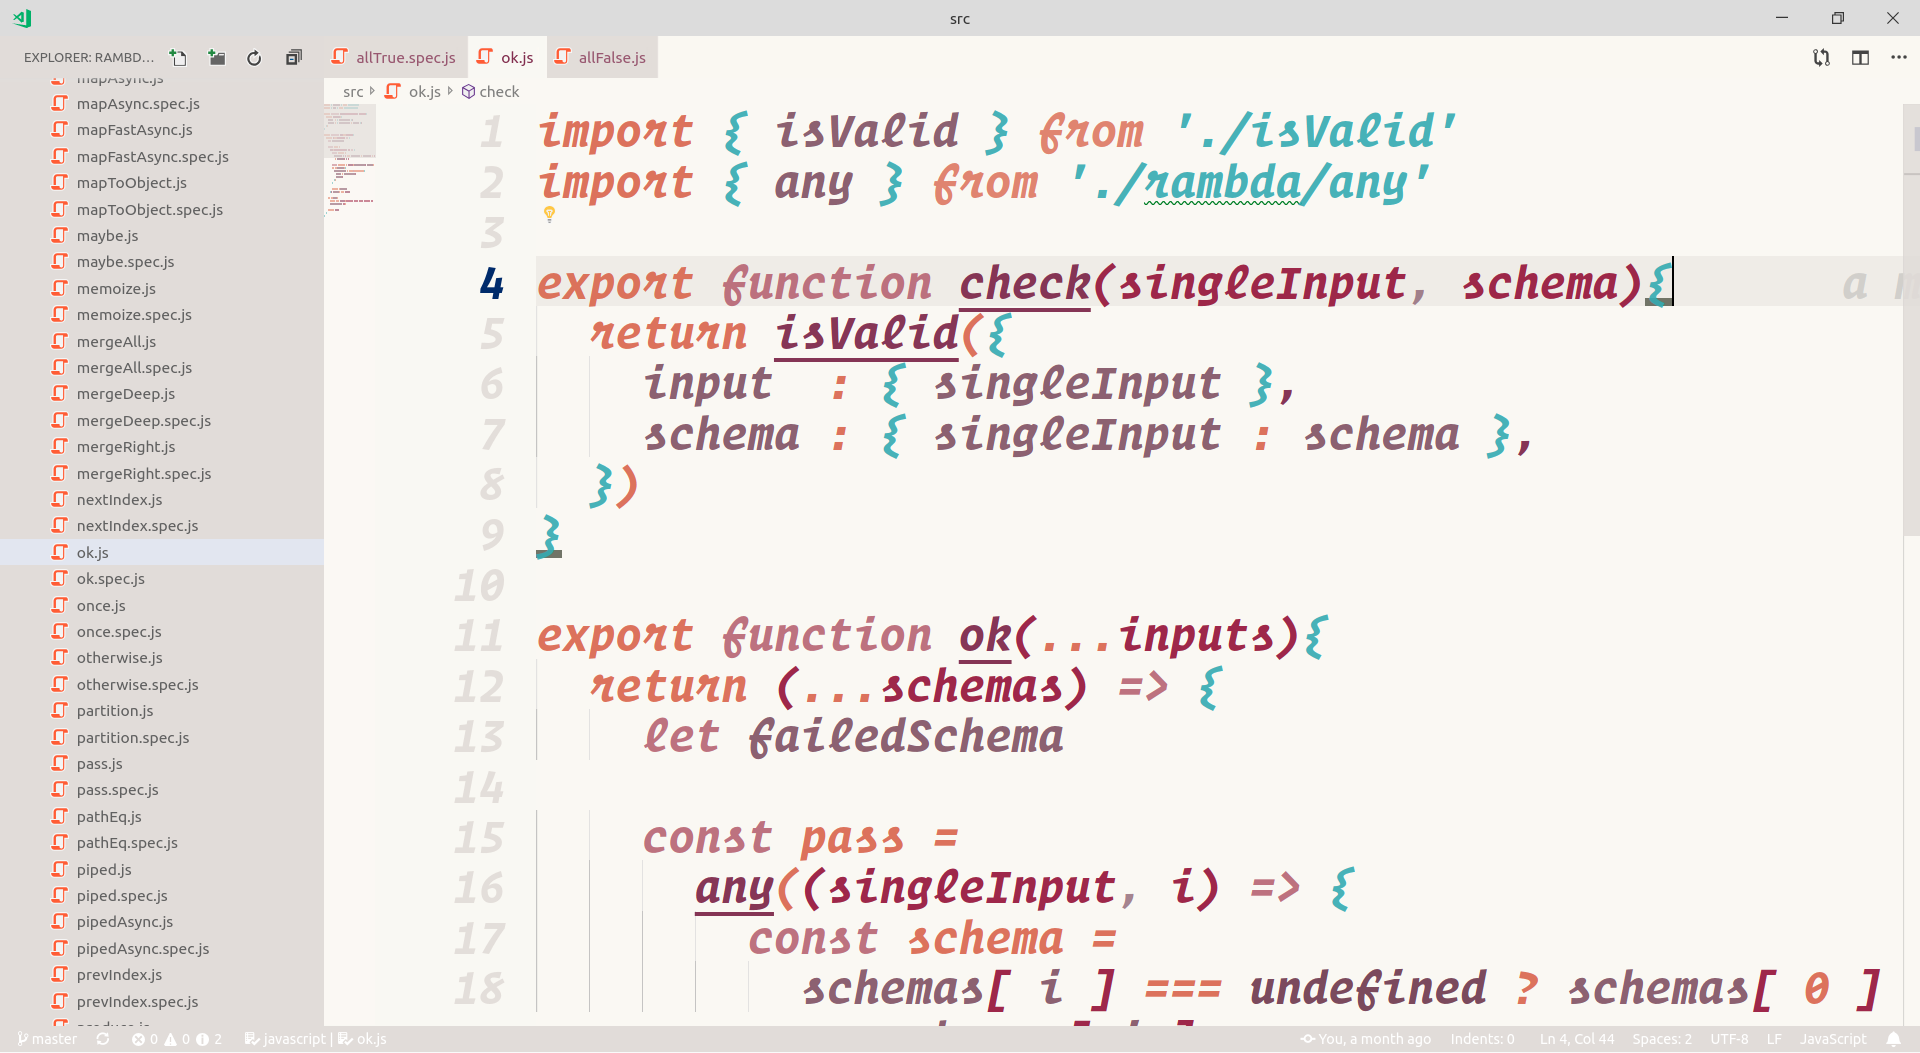 src
EXPLORER: RAMBD...
allTrue.spec.js
ok.js
allFalse.js
src
ok.js
check
mapAsync.js
mapAsync.spec.js
mapFastAsync.js
mapFastAsync.spec.js
mapToObject.js
mapToObject.spec.js
maybe.js
maybe.spec.js
memoize.js
memoize.spec.js
mergeAll.js
mergeAll.spec.js
mergeDeep.js
mergeDeep.spec.js
mergeRight.js
mergeRight.spec.js
nextIndex.js
nextIndex.spec.js
ok.js
ok.spec.js
once.js
once.spec.js
otherwise.js
otherwise.spec.js
partition.js
partition.spec.js
pass.js
pass.spec.js
pathEq.js
pathEq.spec.js
piped.js
piped.spec.js
pipedAsync.js
pipedAsync.spec.js
prevIndex.js
prevIndex.spec.js
1 import { isValid } from './isValid'
2 import { any } from './rambda/any'
3
4 export function check(singleInput, schema){ a m
5 return isValid({
6 input : { singleInput },
7 schema : { singleInput : schema },
8 })
9 }
10
11 export function ok(...inputs){
12 return (...schemas) => {
13 let failedSchema
14
15 const pass =
16 any((singleInput, i) => {
17 const schema =
18 schemas[ i ] === undefined ? schemas[ 0 ]
master 0 0 2 javascript | ok.js You, a month ago Indents: 0 Ln 4, Col 44 Spaces: 2 UTF-8 LF JavaScript